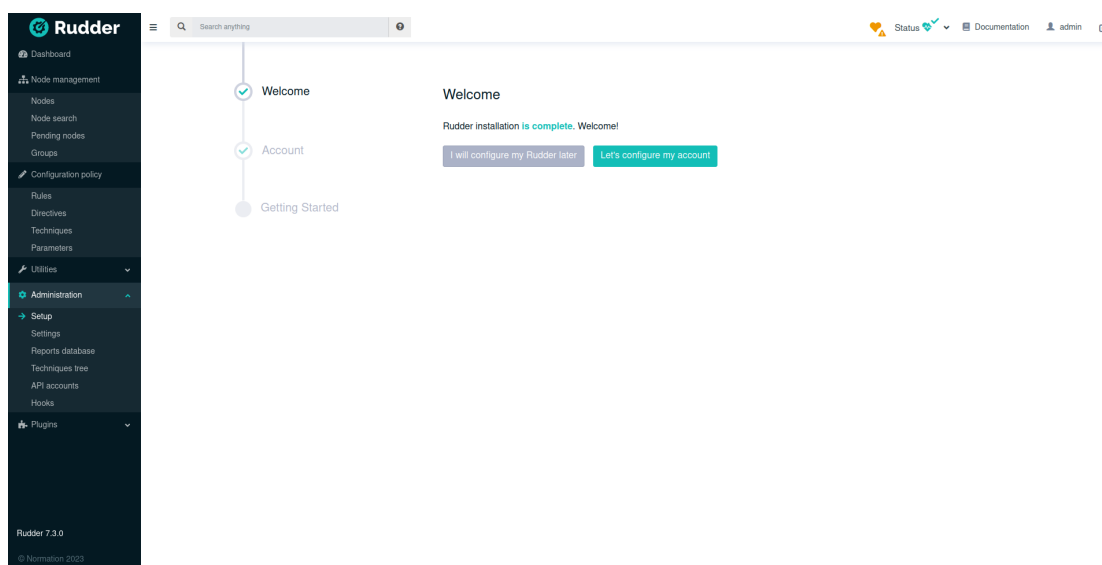 Rudder
Search anything
Status
Documentation
admin
Dashboard
Node management
Nodes
Node search
Pending nodes
Groups
Configuration policy
Rules
Directives
Techniques
Parameters
Utilities
Administration
Setup
Settings
Reports database
Techniques tree
API accounts
Hooks
Plugins
Rudder 7.3.0
© Normation 2023
Welcome
Account
Getting Started
Welcome
Rudder installation is complete. Welcome!
I will configure my Rudder later
Let's configure my account